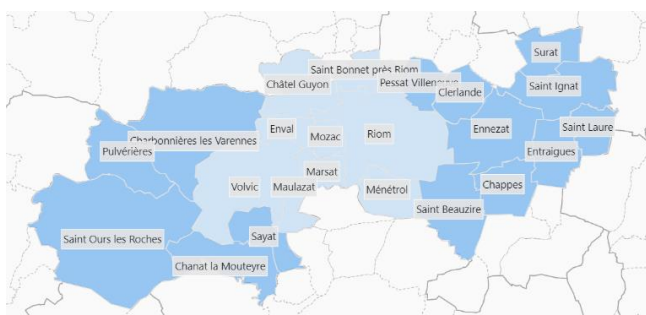 Surat
Saint Bonnet près Riom
Châtel Guyon
Pessat Villeneuve
Saint Ignat
Clerlande
Enval
Mozac
Riom
Ennezat
Saint Laure
Charbonnières les Varennes
Pulvérières
Entraigues
Marsat
Volvic
Maulazat
Ménétrol
Chappes
Saint Beauzire
Saint Ours les Roches
Sayat
Chanat la Mouteyre